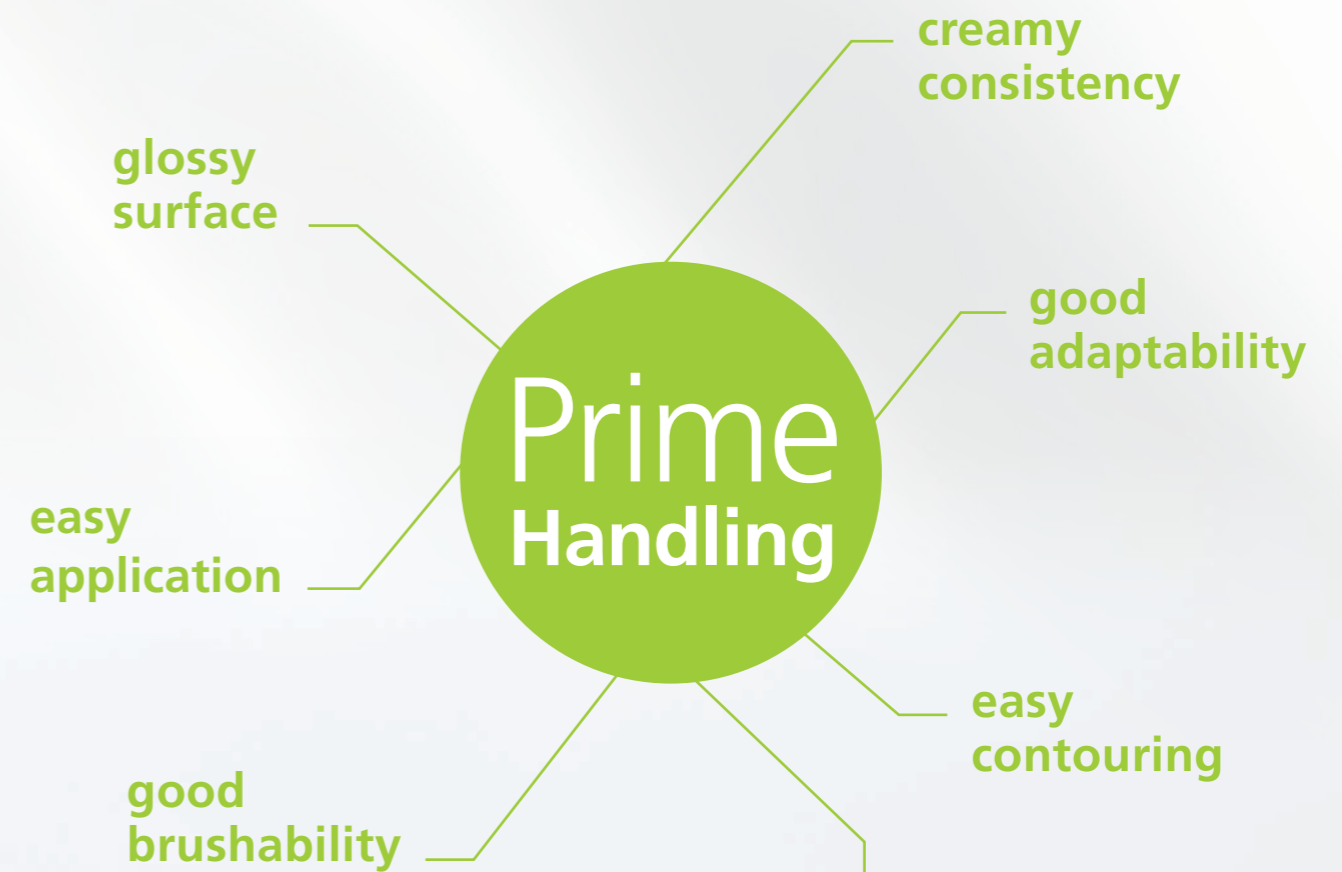 creamy
consistency
glossy
surface
good
adaptability
Prime
Handling
easy
application
easy
contouring
good
brushability